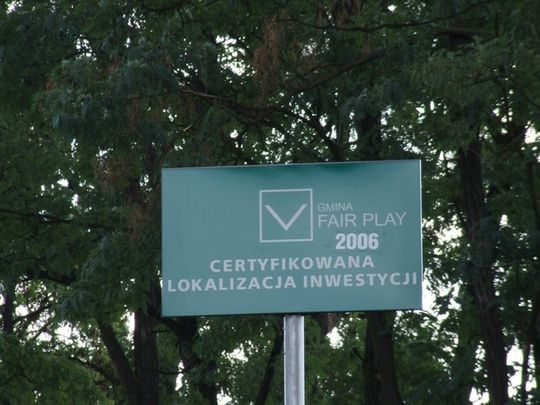 GMINA
FAIR PLAY
2006
CERTYFIKOWANA
LOKALIZACJA INWESTYCJI